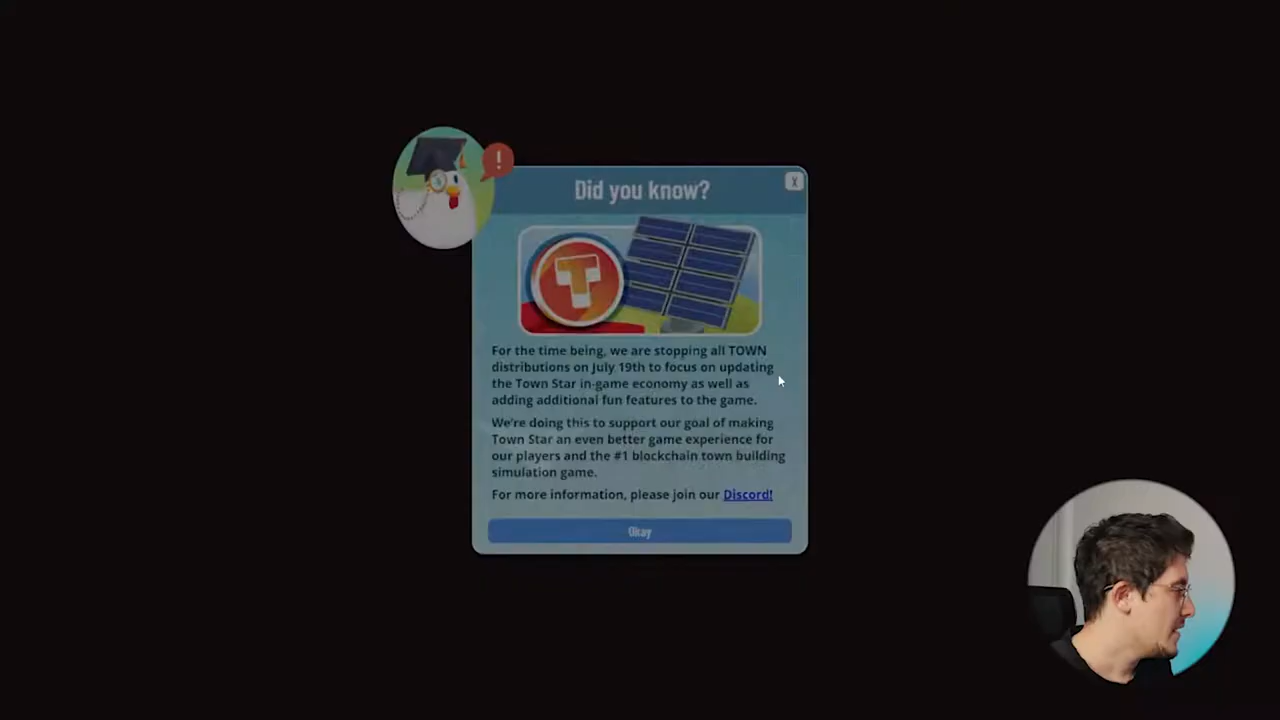 !
Did you know?
X
T
For the time being, we are stopping all TOWN
distributions on July 19th to focus on updating
the Town Star in-game economy as well as
adding additional fun features to the game.
We're doing this to support our goal of making
Town Star an even better game experience for
our players and the #1 blockchain town building
simulation game.
For more information, please join our Discord!
Okay